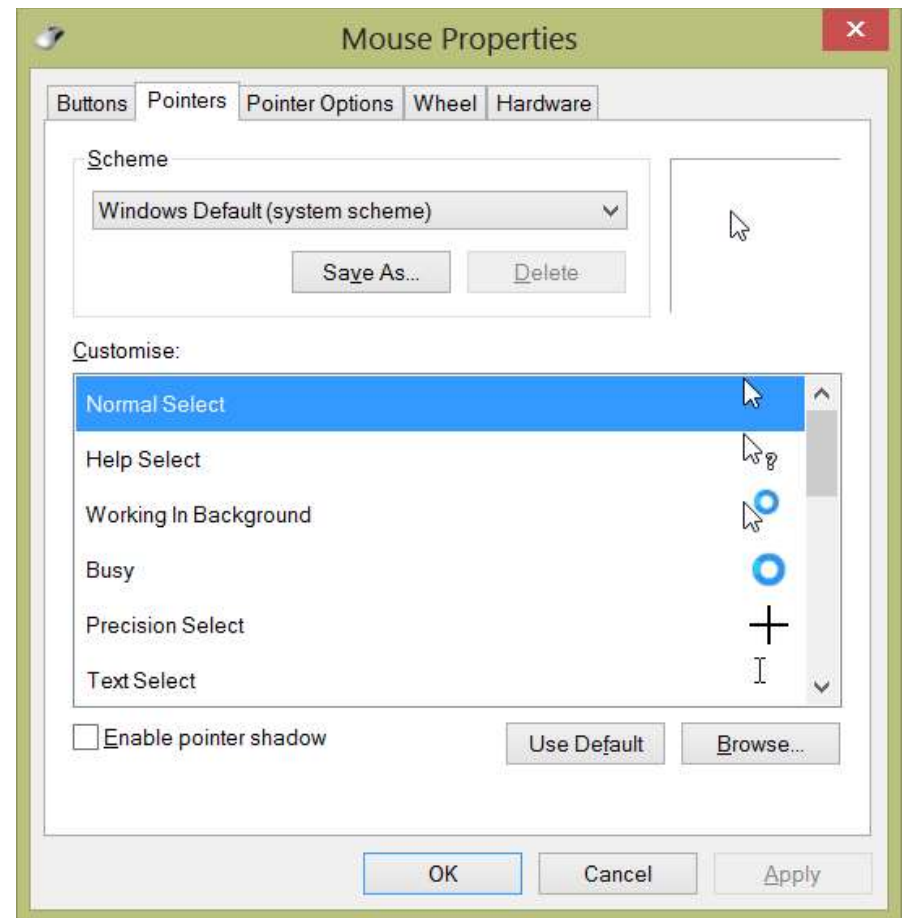 Mouse Properties
Buttons Pointers Pointer Options Wheel Hardware
Scheme
Windows Default (system scheme)
Save As... Delete
Customise:
Normal Select
Help Select
Working In Background
Busy
Precision Select
Text Select
Enable pointer shadow Use Default Browse...
OK Cancel Apply